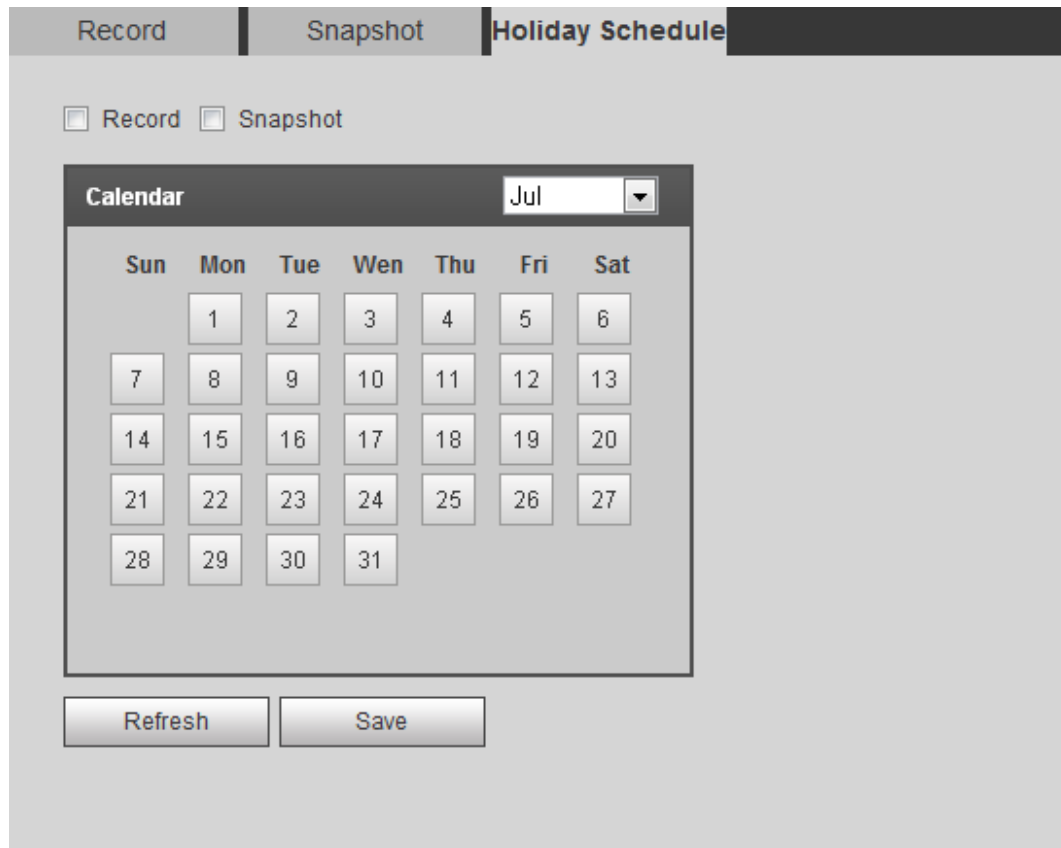 Record Snapshot Holiday Schedule
Record Snapshot
Calendar Jul
Sun Mon Tue Wen Thu Fri Sat
1 2 3 4 5 6
7 8 9 10 11 12 13
14 15 16 17 18 19 20
21 22 23 24 25 26 27
28 29 30 31
Refresh Save